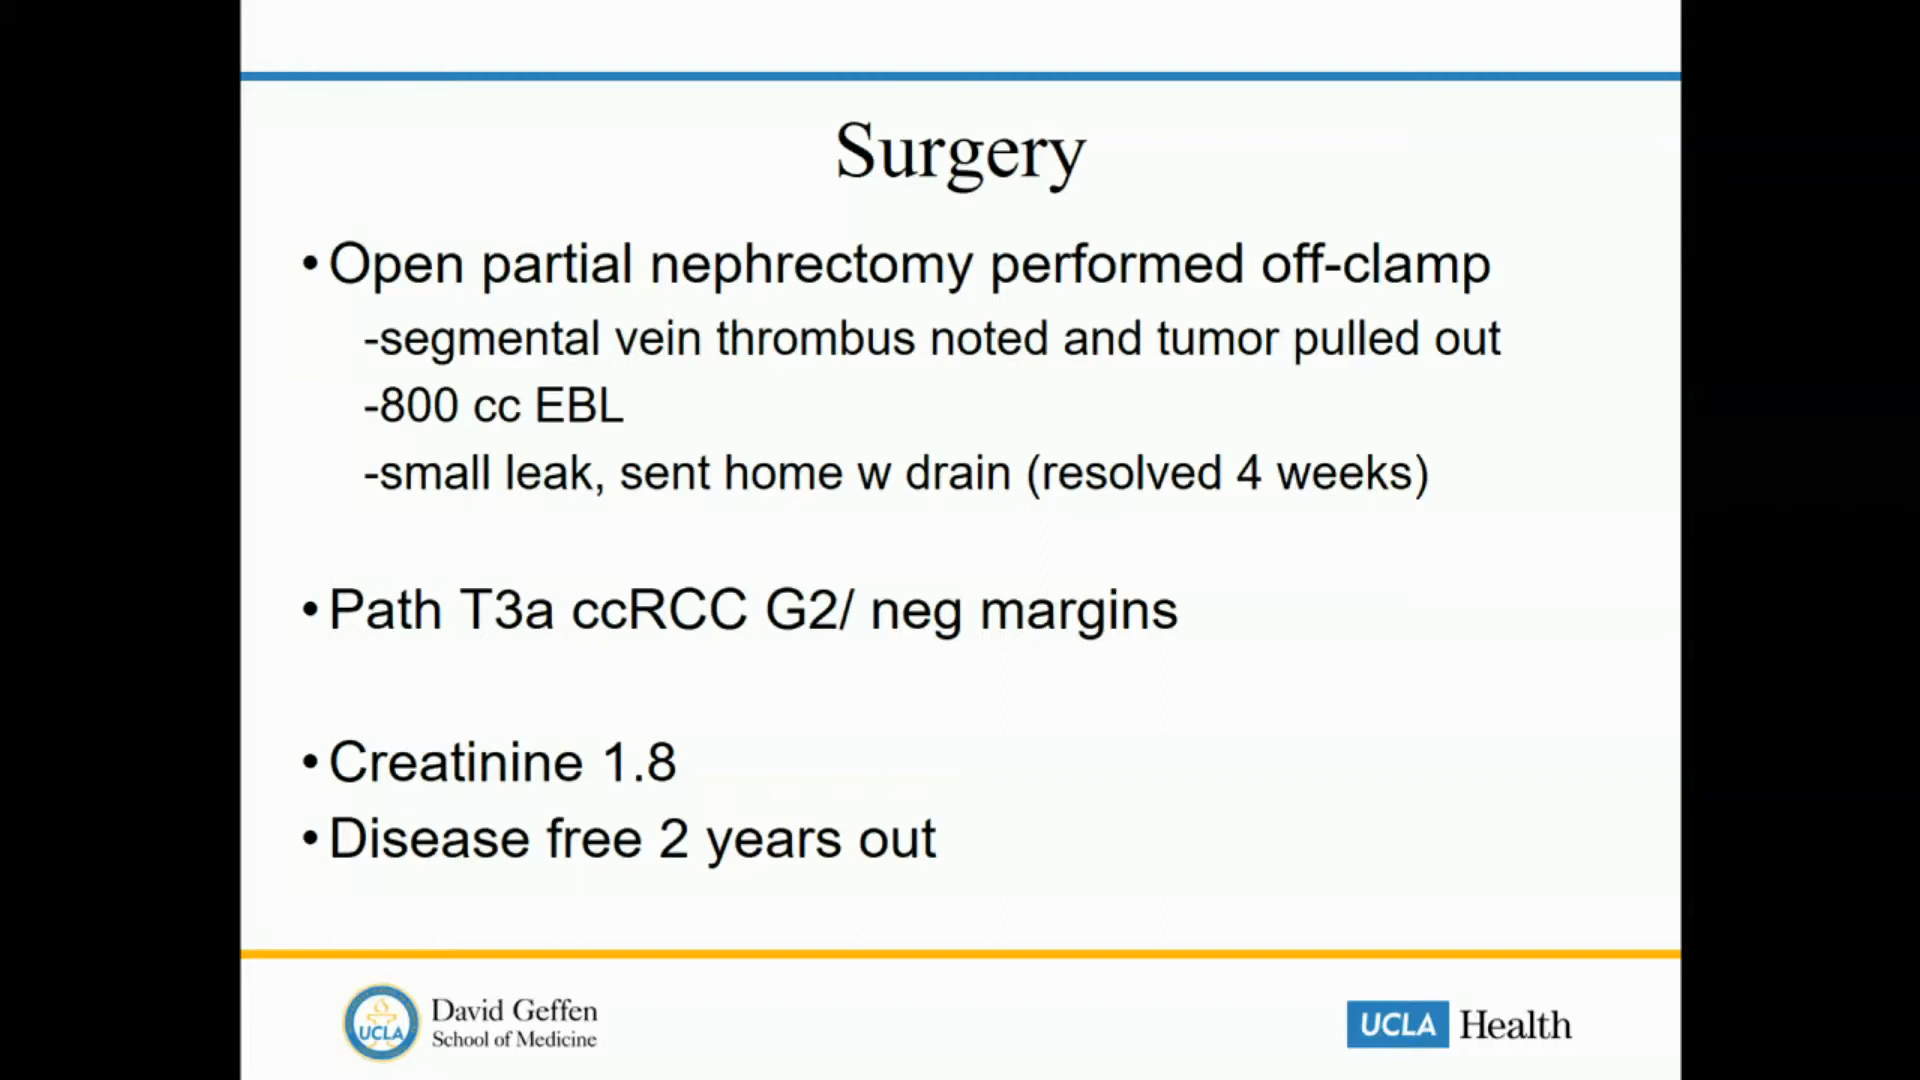 Surgery
• Open partial nephrectomy performed off-clamp
-segmental vein thrombus noted and tumor pulled out
-800 cc EBL
-small leak, sent home w drain (resolved 4 weeks)
• Path T3a ccRCC G2/ neg margins
• Creatinine 1.8
• Disease free 2 years out
UCLA
David Geffen
School of Medicine
UCLA Health